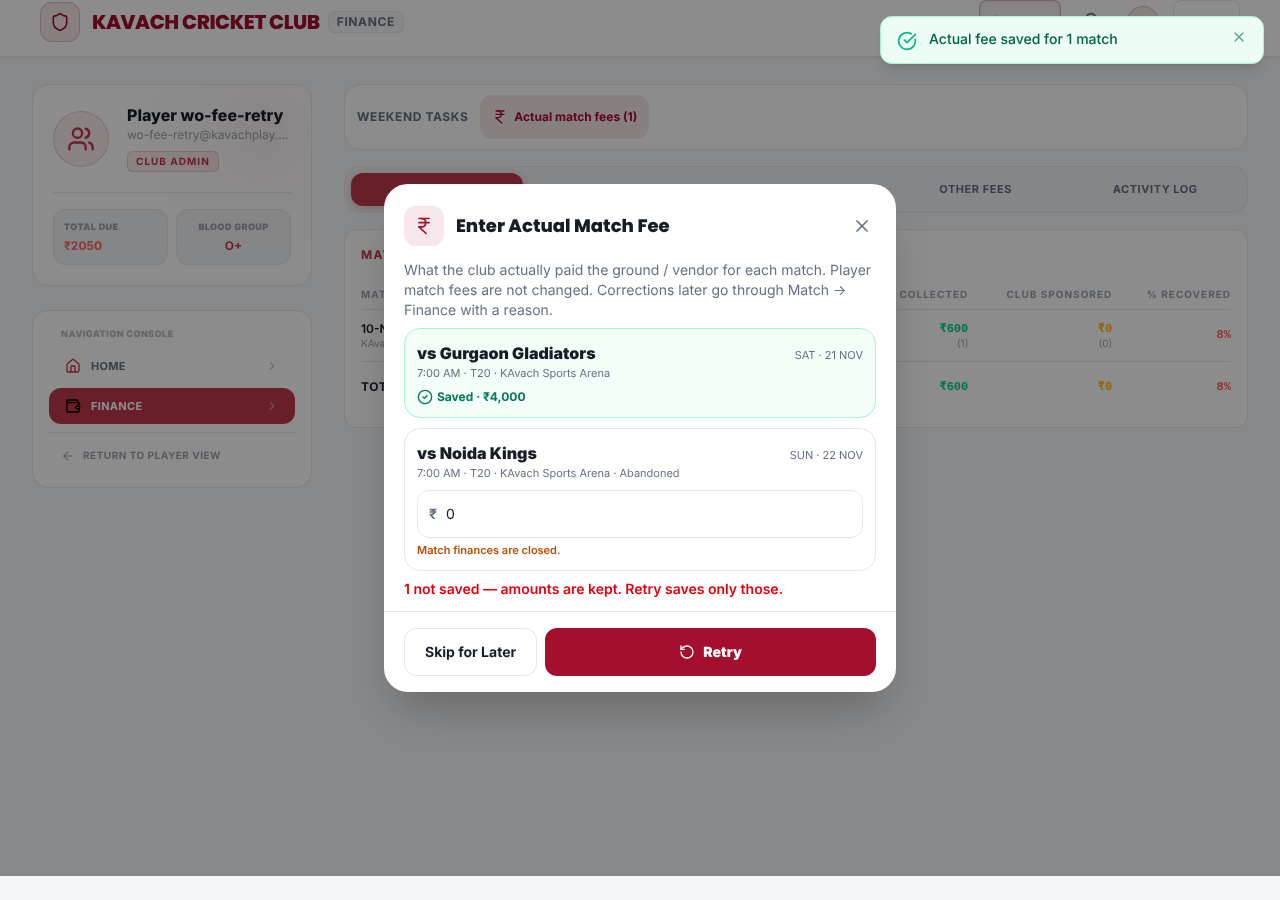 KAVACH CRICKET CLUB FINANCE
Actual fee saved for 1 match
Player wo-fee-retry
wo-fee-retry@kavachplay....
CLUB ADMIN
TOTAL DUE
₹2050
BLOOD GROUP
O+
NAVIGATION CONSOLE
HOME
FINANCE
RETURN TO PLAYER VIEW
WEEKEND TASKS
₹ Actual match fees (1)
OTHER FEES
ACTIVITY LOG
COLLECTED
CLUB SPONSORED
% RECOVERED
10-N
KAva
₹600
(1)
₹0
(0)
8%
TOT
₹600
₹0
8%
₹ Enter Actual Match Fee
What the club actually paid the ground / vendor for each match. Player
match fees are not changed. Corrections later go through Match →
Finance with a reason.
vs Gurgaon Gladiators
SAT · 21 NOV
7:00 AM · T20 · KAvach Sports Arena
Saved · ₹4,000
vs Noida Kings
SUN · 22 NOV
7:00 AM · T20 · KAvach Sports Arena · Abandoned
₹ 0
Match finances are closed.
1 not saved — amounts are kept. Retry saves only those.
Skip for Later
Retry